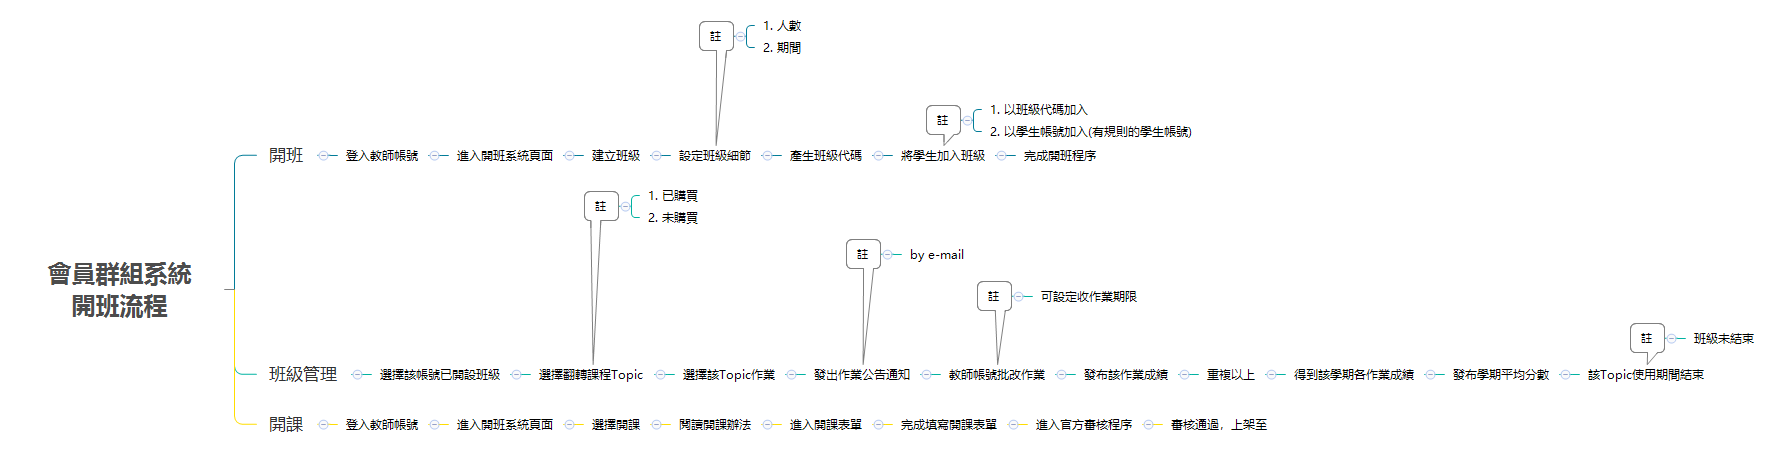 會員群組系統
開班流程
開班
登入教師帳號
進入開班系統頁面
建立班級
設定班級細節
註
1. 人數
2. 期間
產生班級代碼
將學生加入班級
註
1. 以班級代碼加入
2. 以學生帳號加入(有規則的學生帳號)
完成開班程序
班級管理
選擇該帳號已開設班級
選擇翻轉課程Topic
註
1. 已購買
2. 未購買
選擇該Topic作業
發出作業公告通知
註
by e-mail
教師帳號批改作業
註
可設定收作業期限
發布該作業成績
重複以上
得到該學期各作業成績
發布學期平均分數
該Topic使用期間結束
註
班級未結束
開課
登入教師帳號
進入開班系統頁面
選擇開課
閱讀開課辦法
進入開課表單
完成填寫開課表單
進入官方審核程序
審核通過，上架至